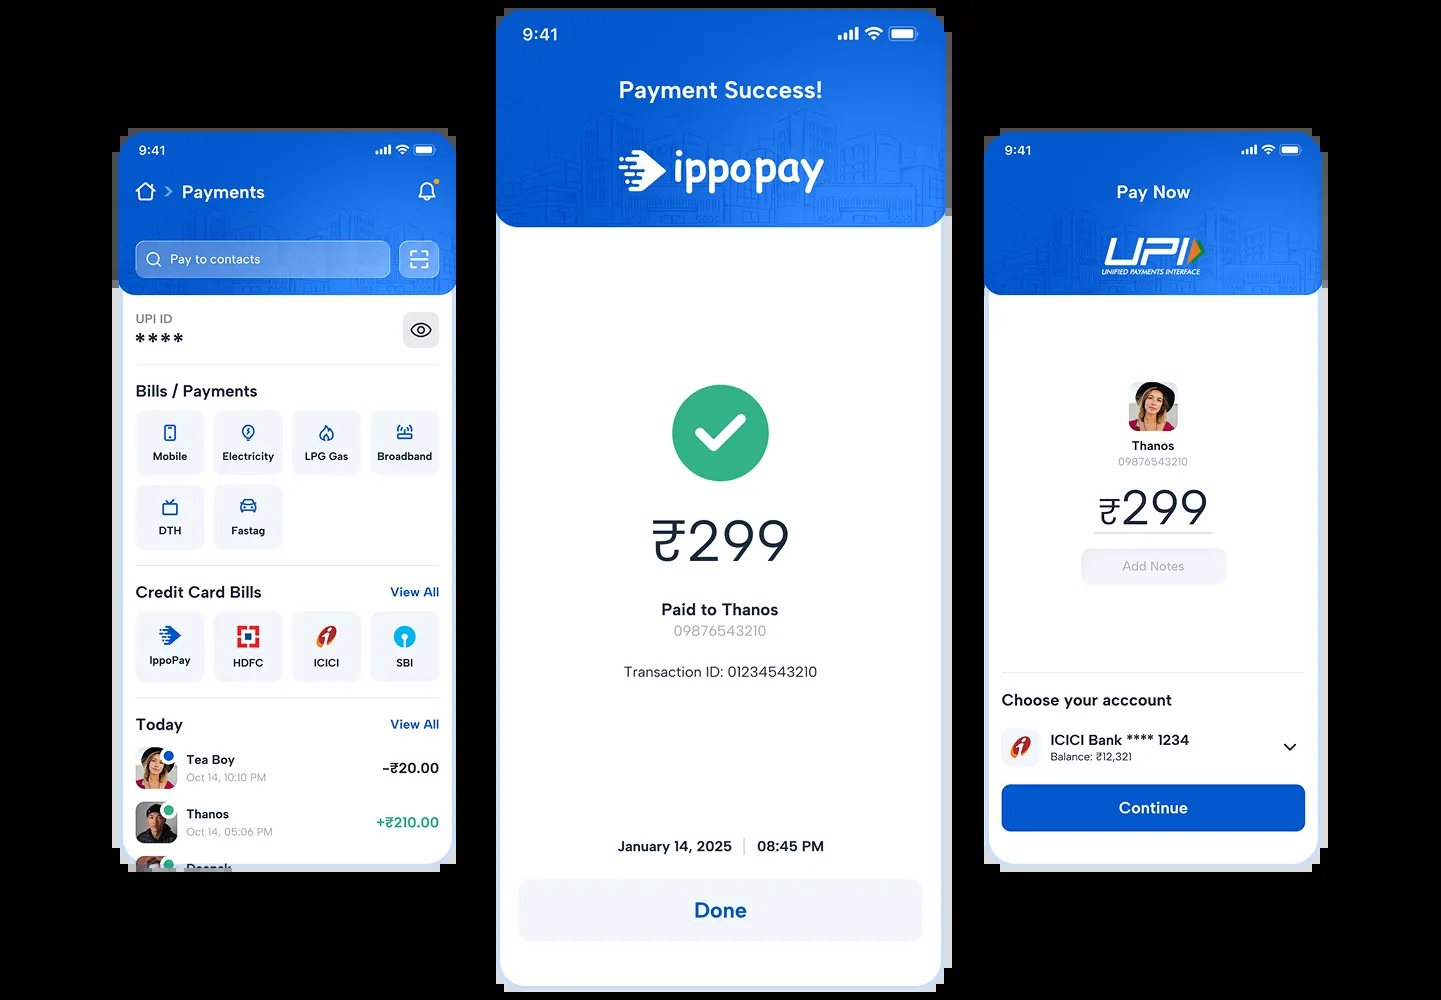 9:41
Payments
Pay to contacts
UPI ID
****
Bills / Payments
Mobile
Electricity
LPG Gas
Broadband
DTH
Fastag
Credit Card Bills
View All
IppoPay
HDFC
ICICI
SBI
Today
View All
Tea Boy
-₹20.00
Oct 14, 10:10 PM
Thanos
+₹210.00
Oct 14, 05:06 PM
9:41
Payment Success!
ippopay
₹299
Paid to Thanos
09876543210
Transaction ID: 01234543210
January 14, 2025 | 08:45 PM
Done
9:41
Pay Now
UPI
UNIFIED PAYMENTS INTERFACE
Thanos
09876543210
₹299
Add Notes
Choose your acccount
ICICI Bank **** 1234
Balance: ₹12,321
Continue